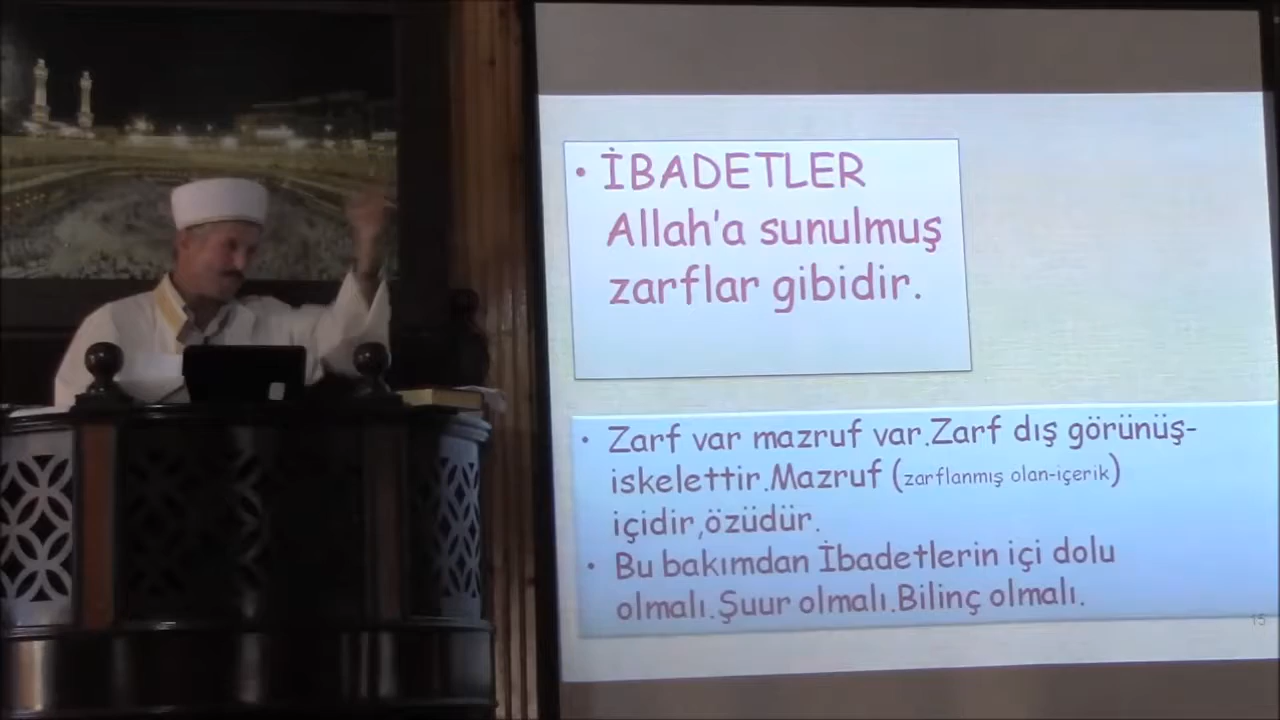 • İBADETLER
Allah'a sunulmuş
zarflar gibidir.
• Zarf var mazruf var.Zarf dış görünüş-
iskelettir.Mazruf (zarflanmış olan-içerik)
içidir,özüdür.
• Bu bakımdan İbadetlerin içi dolu
olmalı.Şuur olmalı.Bilinç olmalı.
15